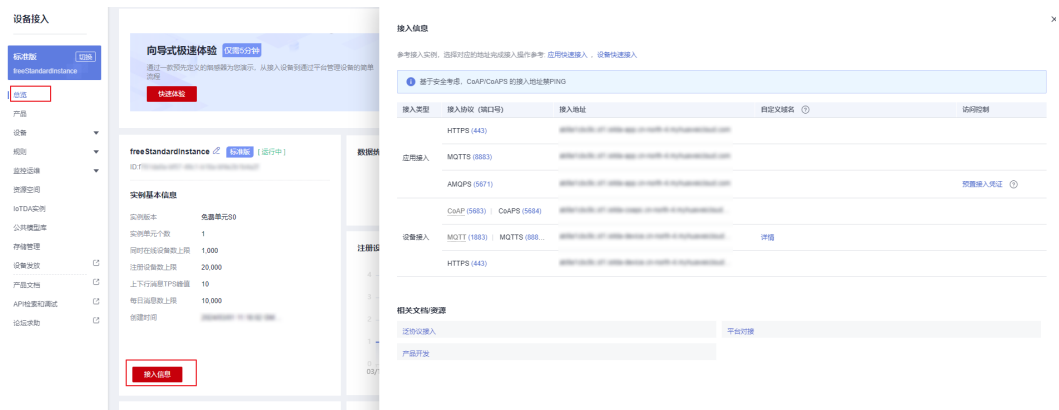 设备接入
标准版 切换
freeStandardInstance
总览
产品
设备
规则
监控运维
资源空间
IoTDA实例
公共模型库
存储管理
设备发放
产品文档
API检索和调试
论坛求助
向导式极速体验 仅需5分钟
通过一款预先定义的烟感器为您演示，从接入设备到通过平台管理设备的简单
流程
快速体验
freeStandardInstance 标准版 [ 运行中 ]
ID:f
实例基本信息
实例版本 免费单元S0
实例单元个数 1
同时在线设备数上限 1,000
注册设备数上限 20,000
上下行消息TPS峰值 10
每日消息数上限 10,000
创建时间
接入信息
数据统
注册设
03/
接入信息
参考接入实例，选择对应的地址完成接入操作参考 应用快速接入 ，设备快速接入
基于安全考虑，CoAP/CoAPS 的接入地址禁PING
接入类型 接入协议（端口号） 接入地址 自定义域名 访问控制
HTTPS (443)
应用接入 MQTTS (8883)
AMQPS (5671) 预置接入凭证
CoAP (5683) | CoAPS (5684)
设备接入 MQTT (1883) | MQTTS (888... 详情
HTTPS (443)
相关文档/资源
泛协议接入 平台对接
产品开发